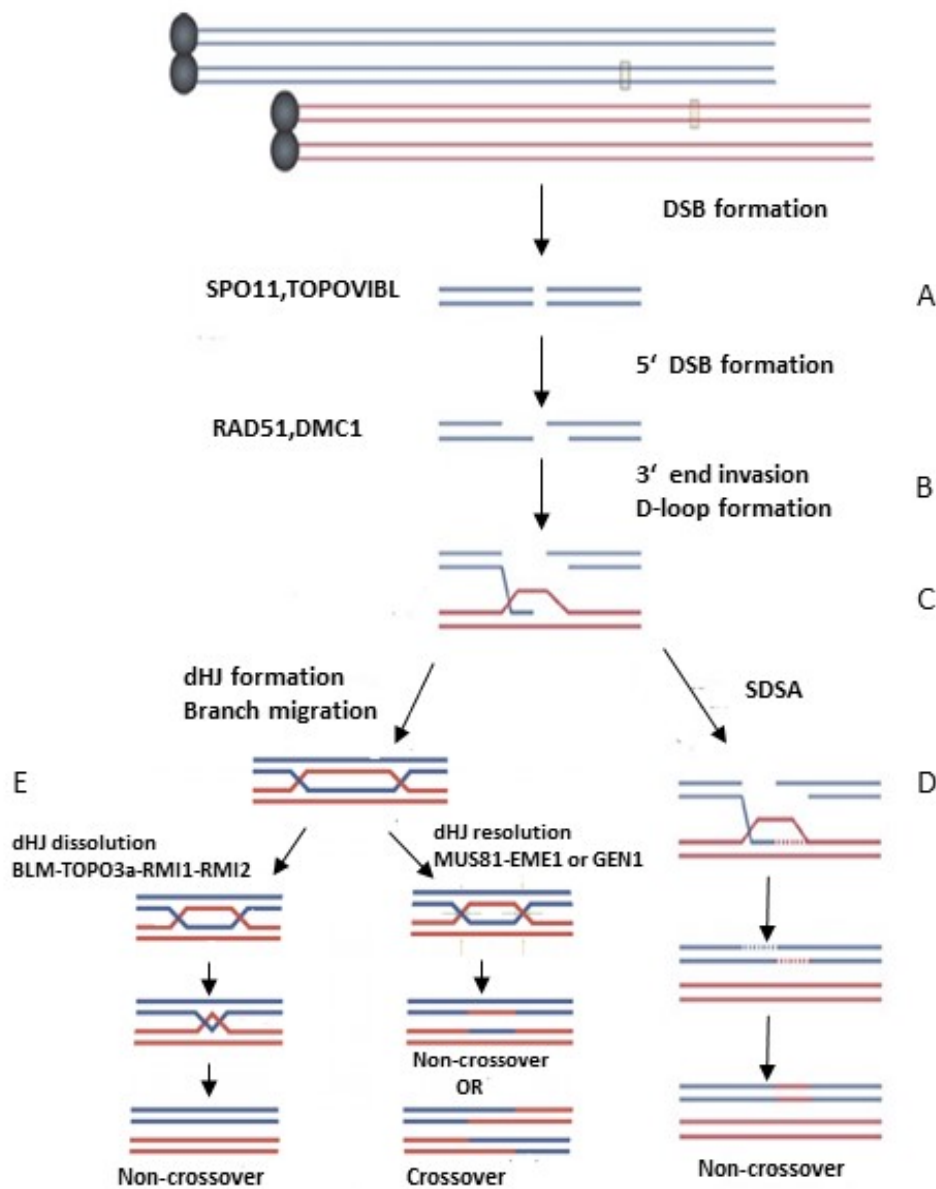 DSB formation
SPO11,TOPOVIBL
A
5‘ DSB formation
RAD51,DMC1
3‘ end invasion
D-loop formation
B
C
dHJ formation
Branch migration
SDSA
E
D
dHJ dissolution
BLM-TOPO3a-RMI1-RMI2
dHJ resolution
MUS81-EME1 or GEN1
Non-crossover
OR
Non-crossover
Crossover
Non-crossover